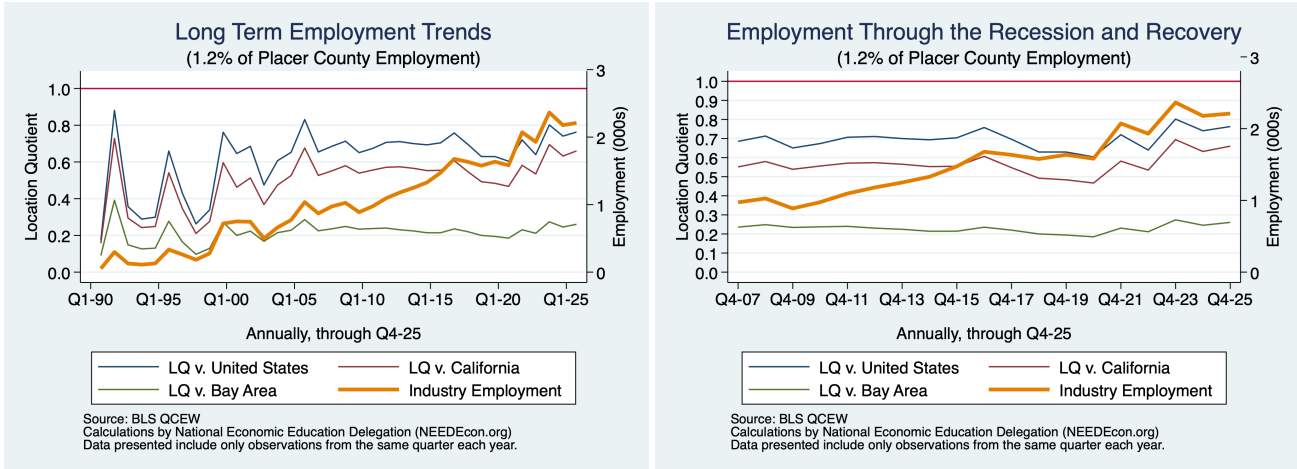 Long Term Employment Trends
(1.2% of Placer County Employment)
Location Quotient
1.0
0.8
0.6
0.4
0.2
0.0
3
2
1
0
Employment (000s)
Q1-90 Q1-95 Q1-00 Q1-05 Q1-10 Q1-15 Q1-20 Q1-25
Annually, through Q4-25
LQ v. United States LQ v. California
LQ v. Bay Area Industry Employment
Source: BLS QCEW
Calculations by National Economic Education Delegation (NEEDEcon.org)
Data presented include only observations from the same quarter each year.
Employment Through the Recession and Recovery
(1.2% of Placer County Employment)
Location Quotient
1.0
0.9
0.8
0.7
0.6
0.5
0.4
0.3
0.2
0.1
0.0
3
2
1
0
Employment (000s)
Q4-07 Q4-09 Q4-11 Q4-13 Q4-15 Q4-17 Q4-19 Q4-21 Q4-23 Q4-25
Annually, through Q4-25
LQ v. United States LQ v. California
LQ v. Bay Area Industry Employment
Source: BLS QCEW
Calculations by National Economic Education Delegation (NEEDEcon.org)
Data presented include only observations from the same quarter each year.